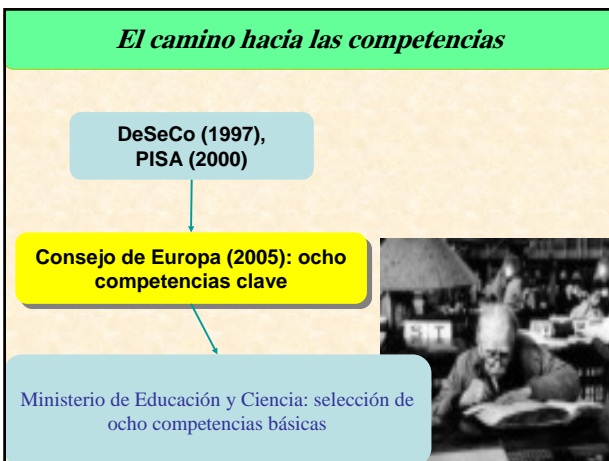 El camino hacia las competencias
DeSeCo (1997),
PISA (2000)
Consejo de Europa (2005): ocho
competencias clave
Ministerio de Educación y Ciencia: selección de
ocho competencias básicas